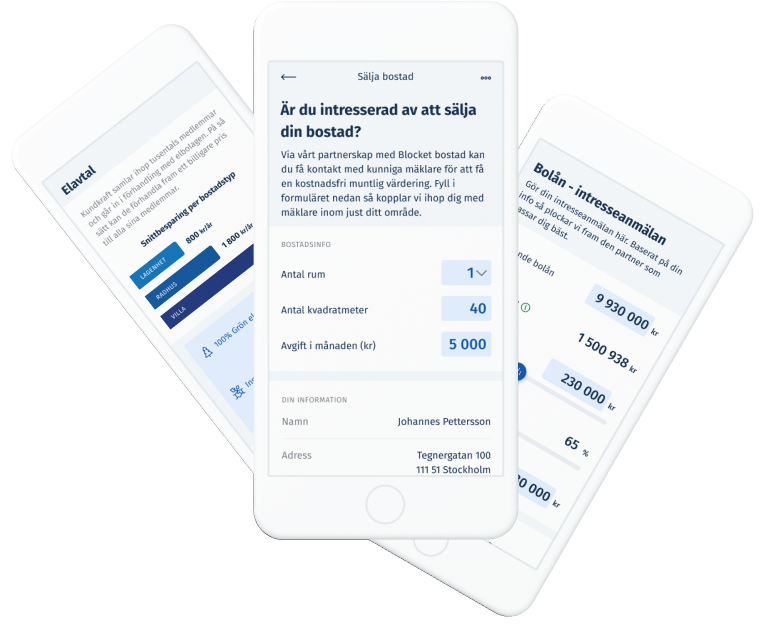 Elavtal
Kundkraft samlar ihop tusentals medlemmar
och går in i förhandling med elbolagen. På så
sätt kan de förhandla fram ett billigare pris
till alla sina medlemmar.
Snittbesparing per bostadstyp
LÄGENHET
800 kr/år
RADHUS
1 800 kr/år
VILLA
100% Grön el
Sälja bostad
Är du intresserad av att sälja
din bostad?
Via vårt partnerskap med Blocket bostad kan
du få kontakt med kunniga mäklare för att få
en kostnadsfri muntlig värdering. Fyll i
formuläret nedan så kopplar vi ihop dig med
mäklare inom just ditt område.
BOSTADSINFO
Antal rum 1
Antal kvadratmeter 40
Avgift i månaden (kr) 5 000
DIN INFORMATION
Namn Johannes Pettersson
Adress Tegnergatan 100
111 51 Stockholm
Bolån - intresseanmälan
Gör din intresseanmälan här. Baserat på din
info så plockar vi fram den partner som
passar dig bäst.
bolån
9 930 000 kr
1 500 938 kr
230 000 kr
65 %
kr